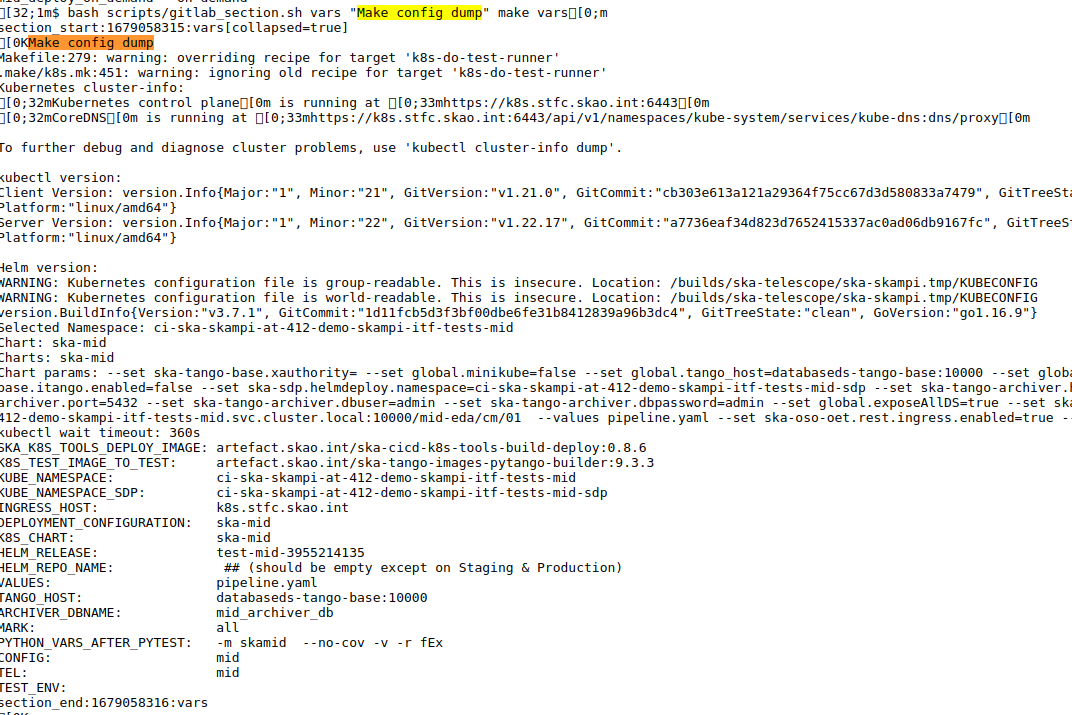 mid_deploy_on_demand on-demand
[32;1m$ bash scripts/gitlab_section.sh vars "Make config dump" make vars[0;m
section_start:1679058315:vars[collapsed=true]
[0KMake config dump
Makefile:279: warning: overriding recipe for target 'k8s-do-test-runner'
.make/k8s.mk:451: warning: ignoring old recipe for target 'k8s-do-test-runner'
Kubernetes cluster-info:
[0;32mKubernetes control plane[0m is running at [0;33mhttps://k8s.stfc.skao.int:6443[0m
[0;32mCoreDNS[0m is running at [0;33mhttps://k8s.stfc.skao.int:6443/api/v1/namespaces/kube-system/services/kube-dns:dns/proxy[0m
To further debug and diagnose cluster problems, use 'kubectl cluster-info dump'.
kubectl version:
Client Version: version.Info{Major:"1", Minor:"21", GitVersion:"v1.21.0", GitCommit:"cb303e613a121a29364f75cc67d3d580833a7479", GitTreeSta
Platform:"linux/amd64"}
Server Version: version.Info{Major:"1", Minor:"22", GitVersion:"v1.22.17", GitCommit:"a7736eaf34d823d7652415337ac0ad06db9167fc", GitTreeS
Platform:"linux/amd64"}
Helm version:
WARNING: Kubernetes configuration file is group-readable. This is insecure. Location: /builds/ska-telescope/ska-skampi.tmp/KUBECONFIG
WARNING: Kubernetes configuration file is world-readable. This is insecure. Location: /builds/ska-telescope/ska-skampi.tmp/KUBECONFIG
version.BuildInfo{Version:"v3.7.1", GitCommit:"1d11fcb5d3f3bf00dbe6fe31b8412839a96b3dc4", GitTreeState:"clean", GoVersion:"go1.16.9"}
Selected Namespace: ci-ska-skampi-at-412-demo-skampi-itf-tests-mid
Chart: ska-mid
Charts: ska-mid
Chart params: --set ska-tango-base.xauthority= --set global.minikube=false --set global.tango_host=databaseds-tango-base:10000 --set globa
base.itango.enabled=false --set ska-sdp.helmdeploy.namespace=ci-ska-skampi-at-412-demo-skampi-itf-tests-mid-sdp --set ska-tango-archiver.h
archiver.port=5432 --set ska-tango-archiver.dbuser=admin --set ska-tango-archiver.dbpassword=admin --set global.exposeAllDS=true --set ska
412-demo-skampi-itf-tests-mid.svc.cluster.local:10000/mid-eda/cm/01  --values pipeline.yaml --set ska-oso-oet.rest.ingress.enabled=true --
kubectl wait timeout: 360s
SKA_K8S_TOOLS_DEPLOY_IMAGE: artefact.skao.int/ska-cicd-k8s-tools-build-deploy:0.8.6
K8S_TEST_IMAGE_TO_TEST: artefact.skao.int/ska-tango-images-pytango-builder:9.3.3
KUBE_NAMESPACE: ci-ska-skampi-at-412-demo-skampi-itf-tests-mid
KUBE_NAMESPACE_SDP: ci-ska-skampi-at-412-demo-skampi-itf-tests-mid-sdp
INGRESS_HOST: k8s.stfc.skao.int
DEPLOYMENT_CONFIGURATION: ska-mid
K8S_CHART: ska-mid
HELM_RELEASE: test-mid-3955214135
HELM_REPO_NAME: ## (should be empty except on Staging & Production)
VALUES: pipeline.yaml
TANGO_HOST: databaseds-tango-base:10000
ARCHIVER_DBNAME: mid_archiver_db
MARK: all
PYTHON_VARS_AFTER_PYTEST: -m skamid  --no-cov -v -r fEx
CONFIG: mid
TEL: mid
TEST_ENV:
section_end:1679058316:vars
[0K